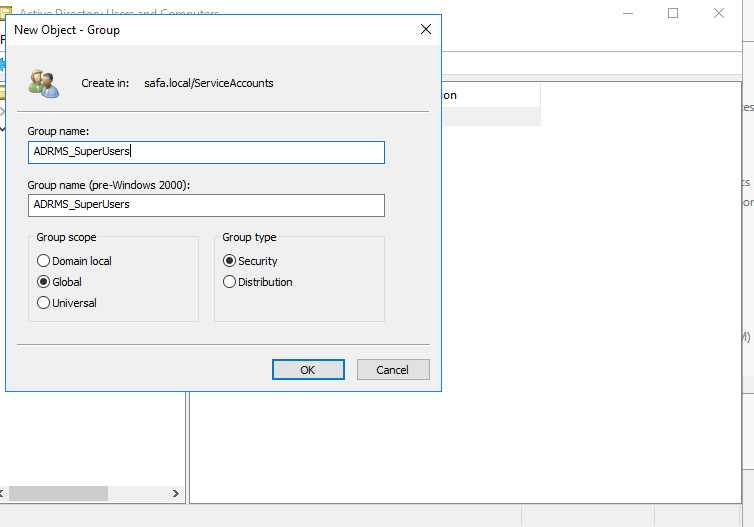 Active Directory Users and Computers
New Object - Group
Create in: safa.local/ServiceAccounts
ion
Group name:
ADRMS_SuperUsers
Group name (pre-Windows 2000):
ADRMS_SuperUsers
Group scope
Group type
Domain local
Security
Global
Distribution
Universal
OK
Cancel